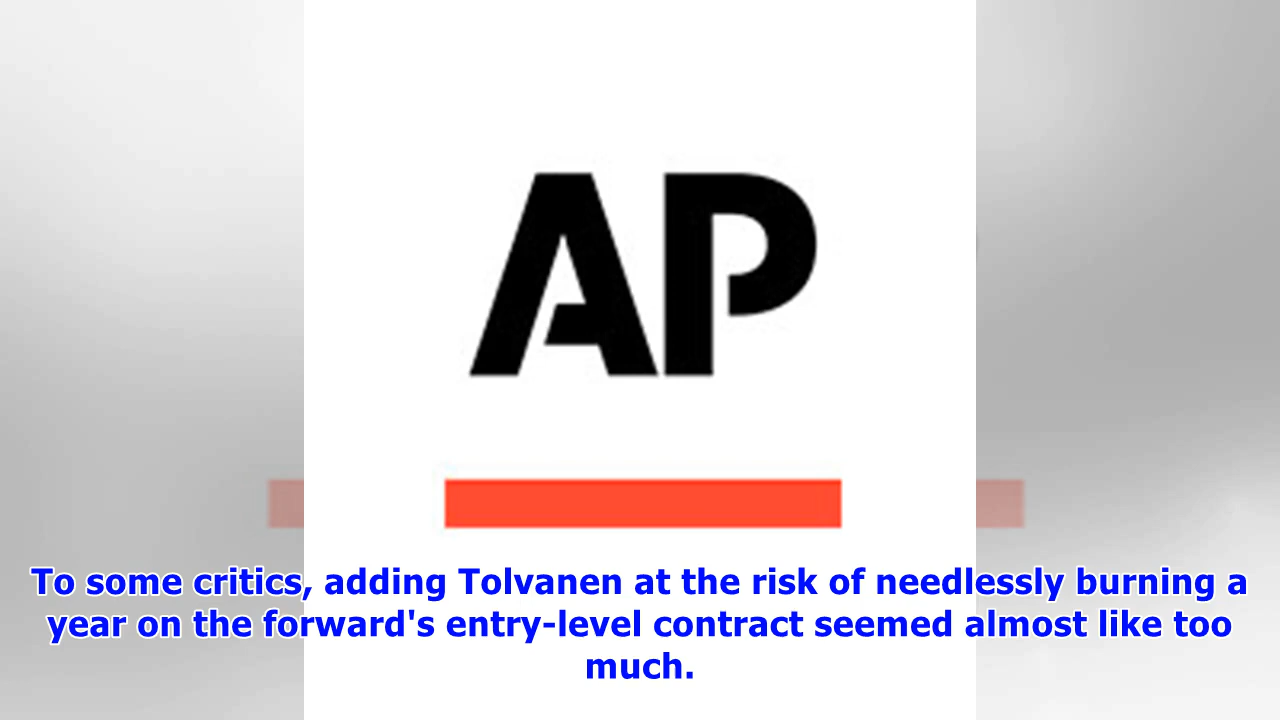 AP
To some critics, adding Tolvanen at the risk of needlessly burning a
year on the forward's entry-level contract seemed almost like too
much.